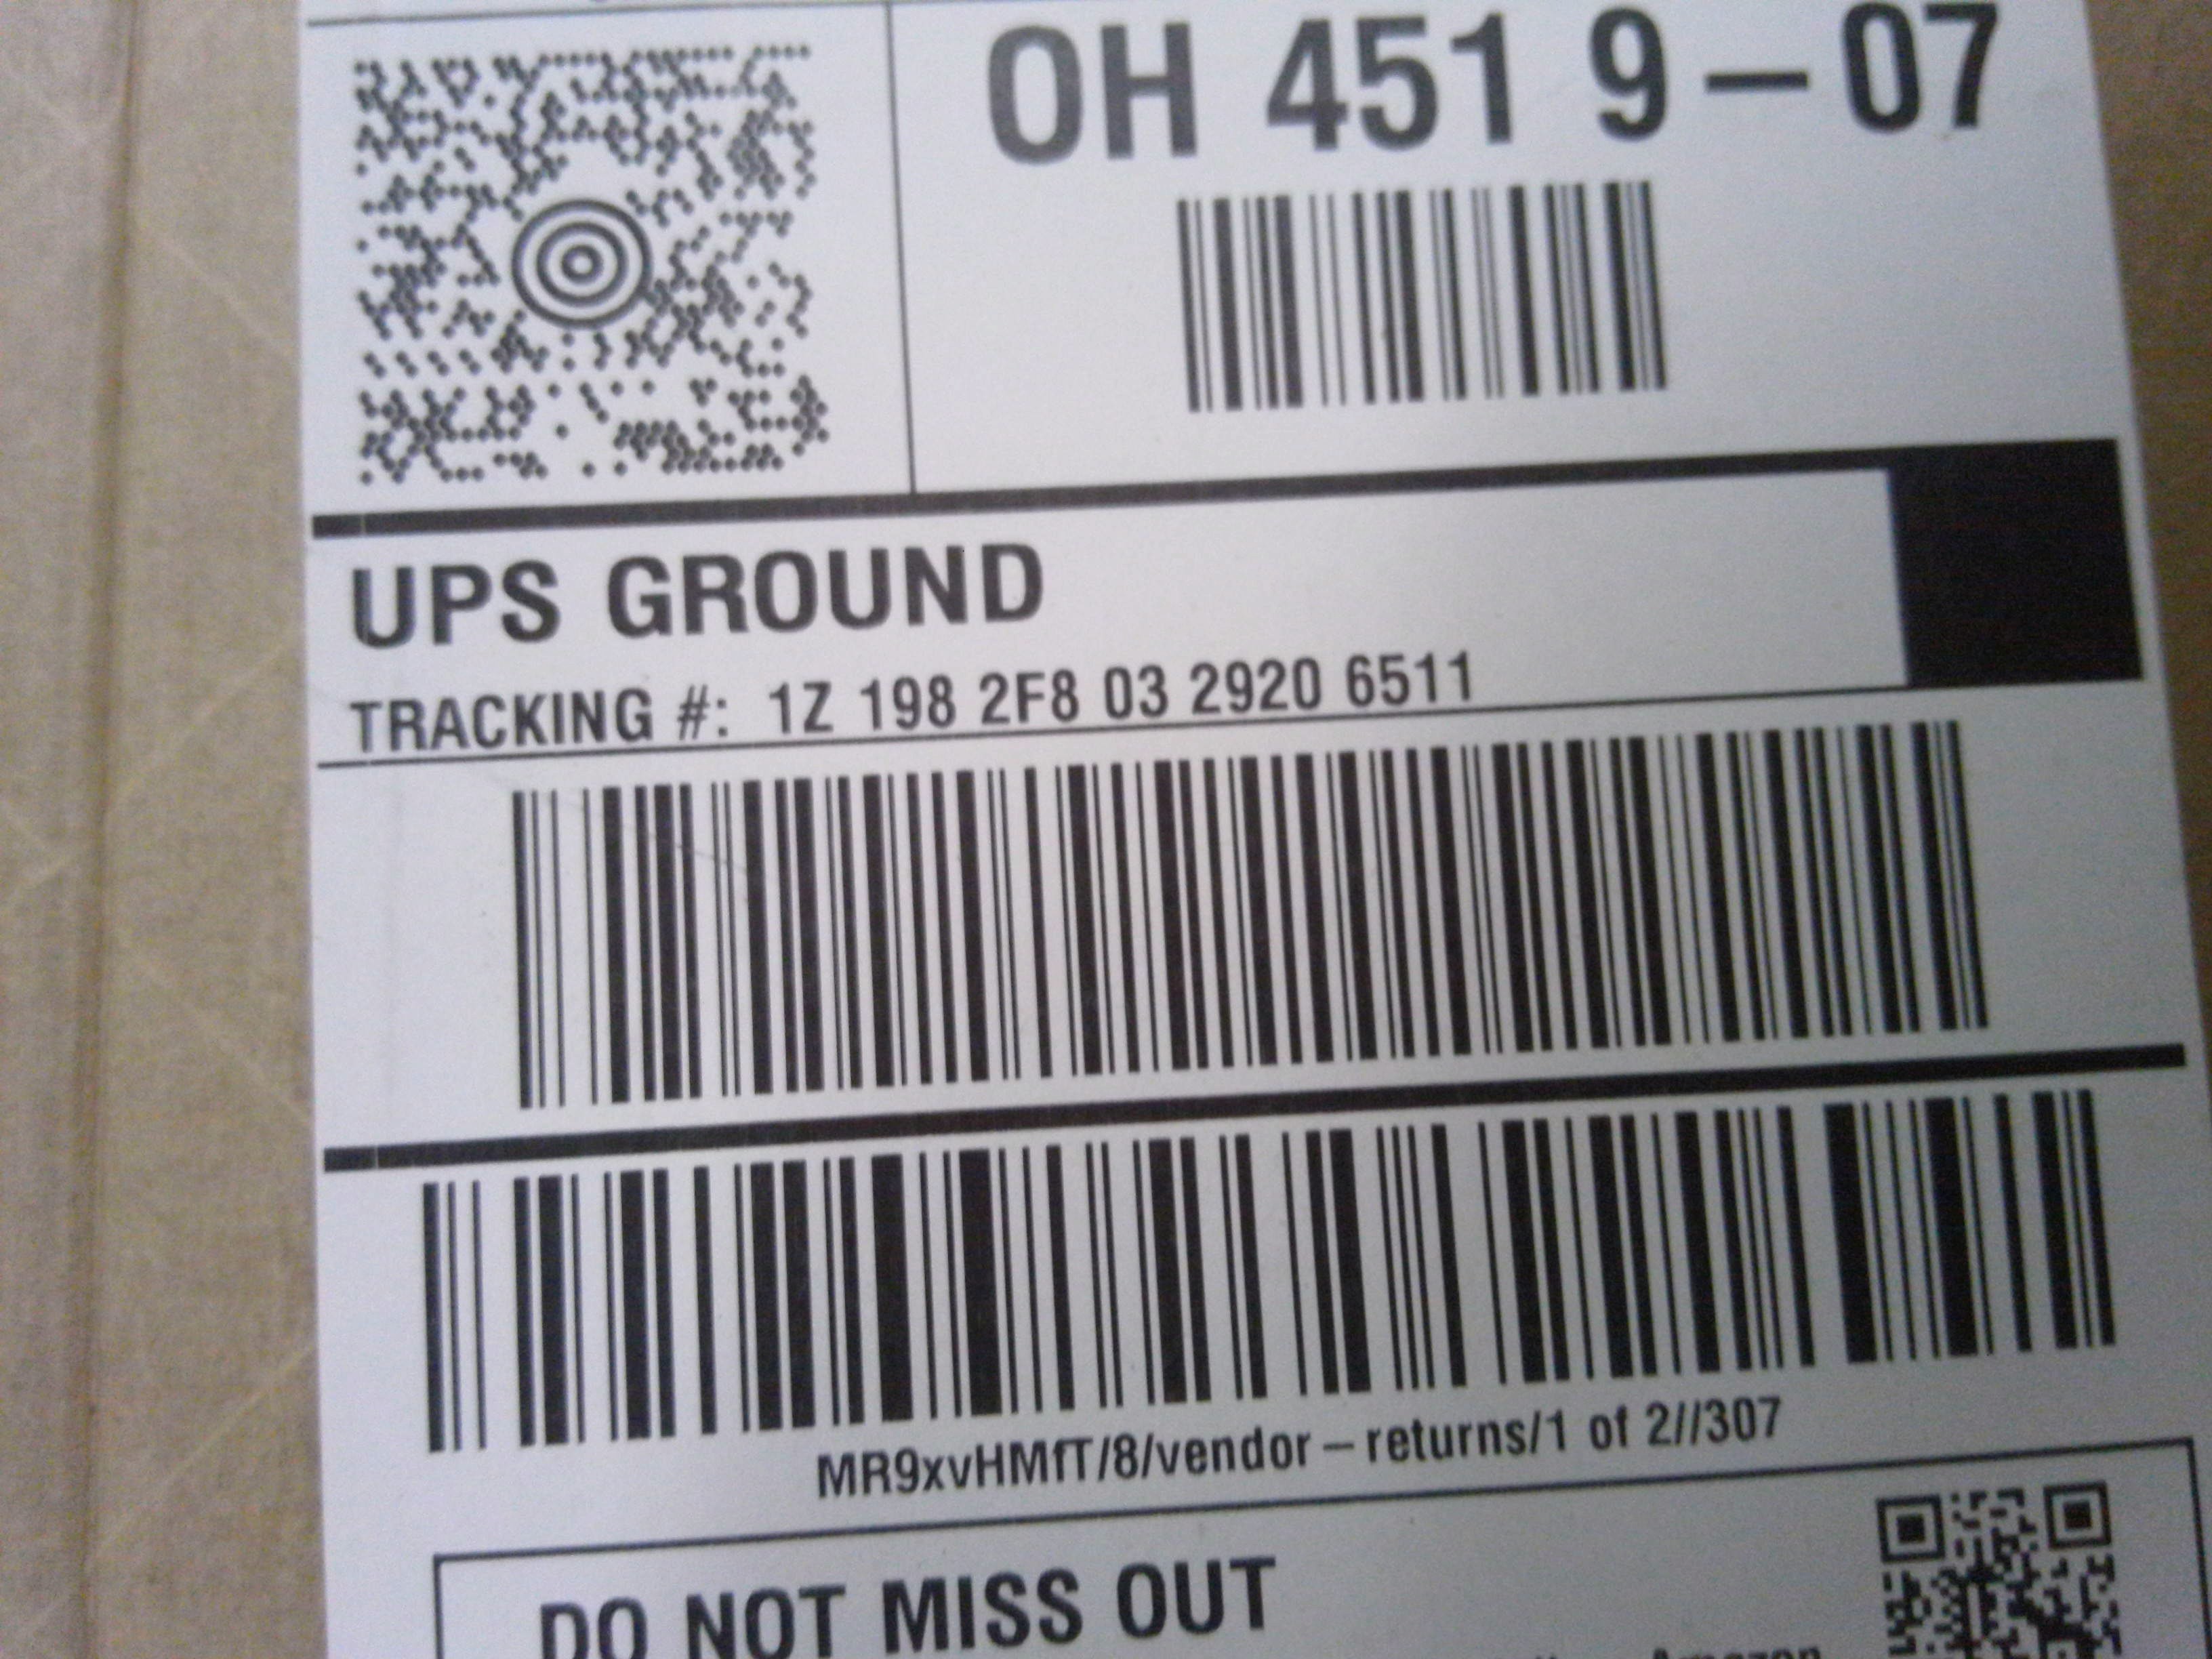 OH 451 9-07
UPS GROUND
TRACKING #: 1Z 198 2F8 03 2920 6511
MR9xvHMfT/8/vendor-returns/1 of 2//307
DO NOT MISS OUT
Amazon